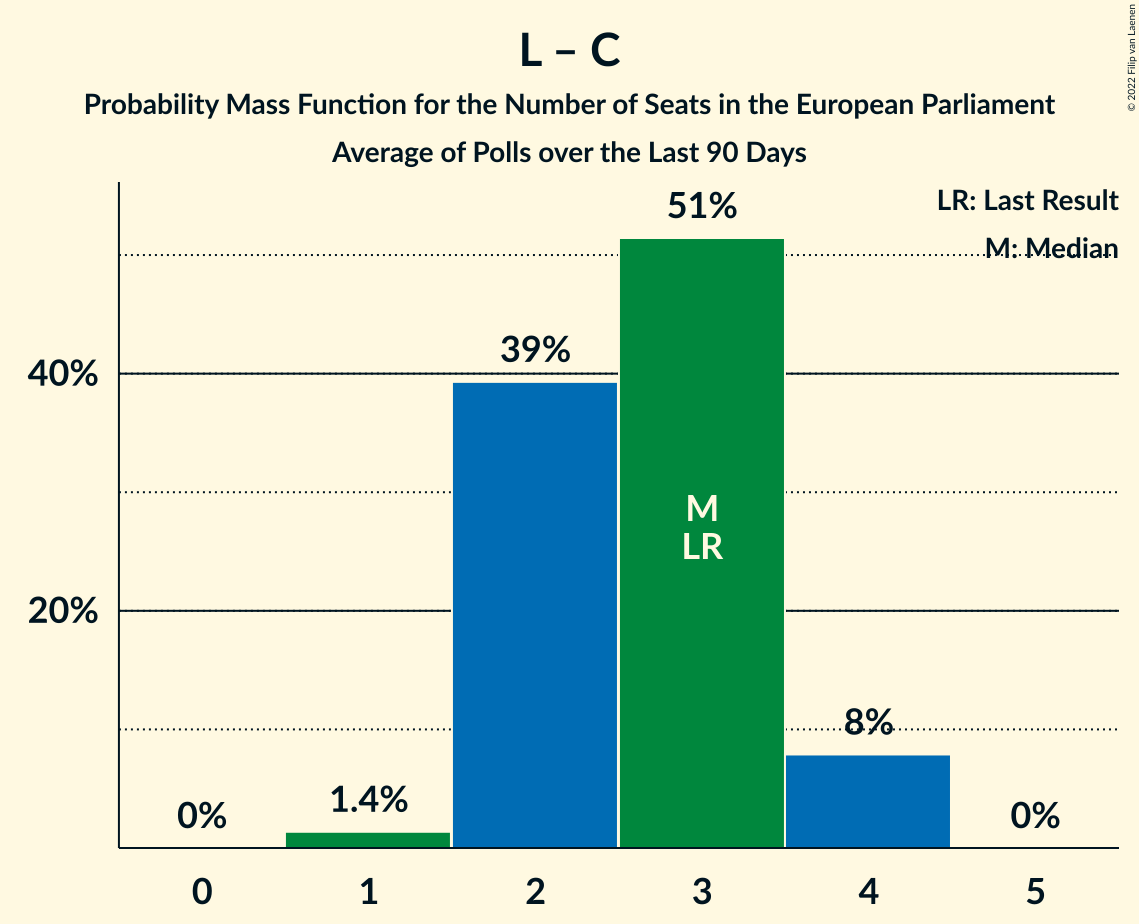 L – C
Probability Mass Function for the Number of Seats in the European Parliament
Average of Polls over the Last 90 Days
© 2022 Filip van Laenen
LR: Last Result
M: Median
51%
39%
40%
M
LR
20%
8%
1.4%
0%
0%
0 1 2 3 4 5